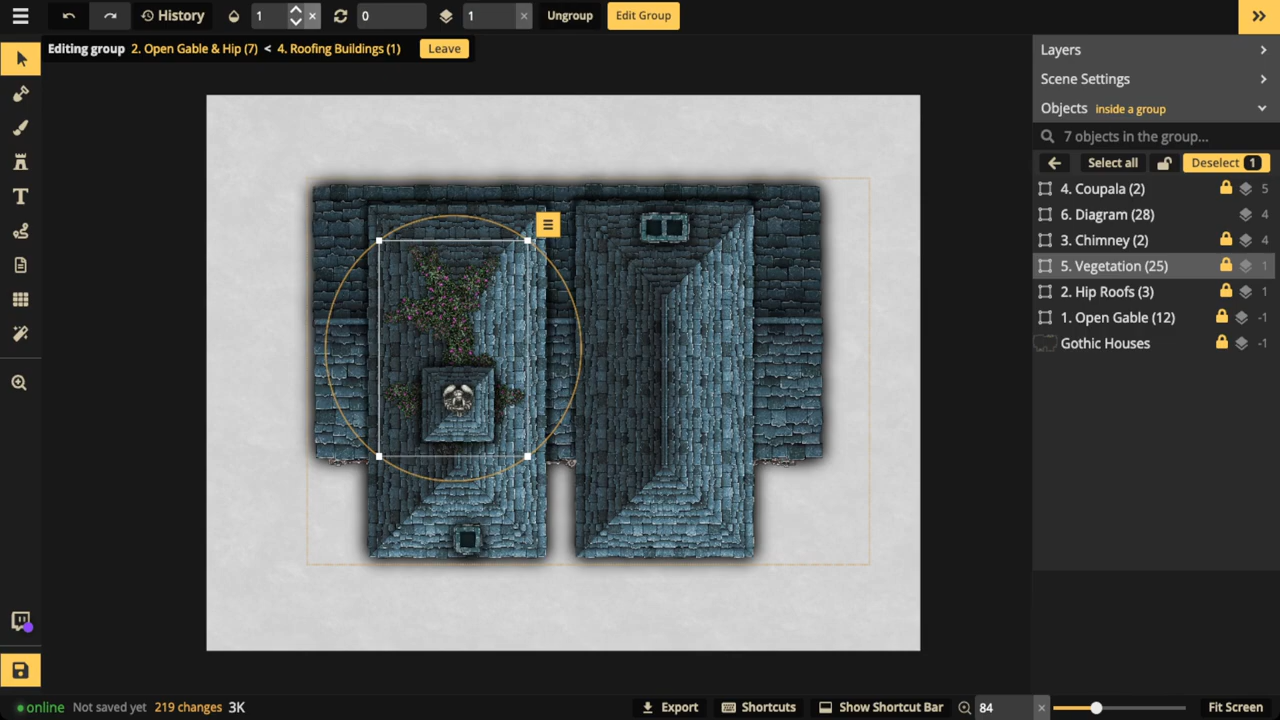 History
1
0
1
Ungroup
Edit Group
Editing group 2. Open Gable & Hip (7) < 4. Roofing Buildings (1) Leave
Layers
Scene Settings
Objects inside a group
7 objects in the group...
Select all
Deselect 1
4. Coupala (2) 5
6. Diagram (28) 4
3. Chimney (2) 4
5. Vegetation (25) 1
2. Hip Roofs (3) 1
1. Open Gable (12) -1
Gothic Houses -1
online Not saved yet 219 changes 3K
Export
Shortcuts
Show Shortcut Bar
84
Fit Screen